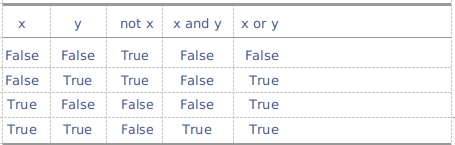 x y not x x and y x or y
False False True False False
False True True False True
True False False False True
True True False True True